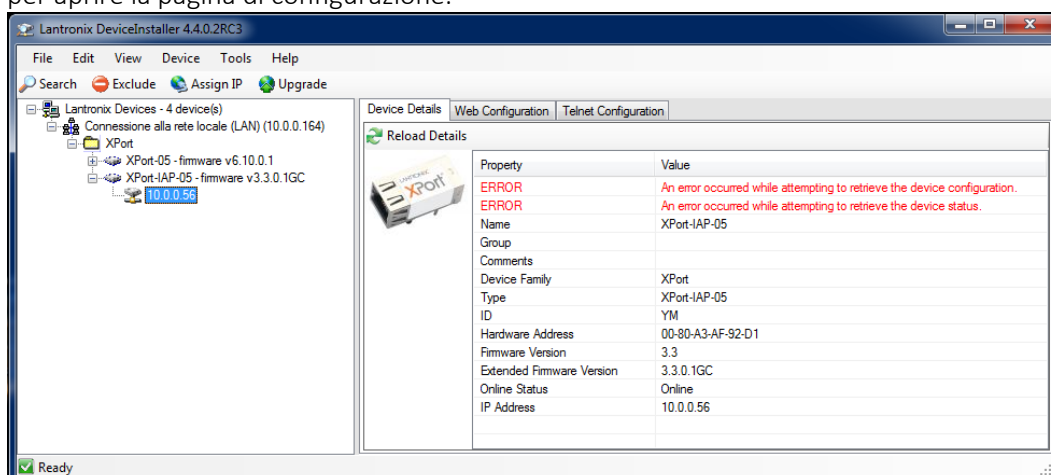 per aprire la pagina di configurazione.
Lantronix DeviceInstaller 4.4.0.2RC3
File Edit View Device Tools Help
Search Exclude Assign IP Upgrade
Lantronix Devices - 4 device(s)
Connessione alla rete locale (LAN) (10.0.0.164)
XPort
XPort-05 - firmware v6.10.0.1
XPort-IAP-05 - firmware v3.3.0.1GC
10.0.0.56
Device Details Web Configuration Telnet Configuration
Reload Details
LANTRONIX
XPort
Property Value
ERROR An error occurred while attempting to retrieve the device configuration.
ERROR An error occurred while attempting to retrieve the device status.
Name XPort-IAP-05
Group
Comments
Device Family XPort
Type XPort-IAP-05
ID YM
Hardware Address 00-80-A3-AF-92-D1
Firmware Version 3.3
Extended Firmware Version 3.3.0.1GC
Online Status Online
IP Address 10.0.0.56
Ready